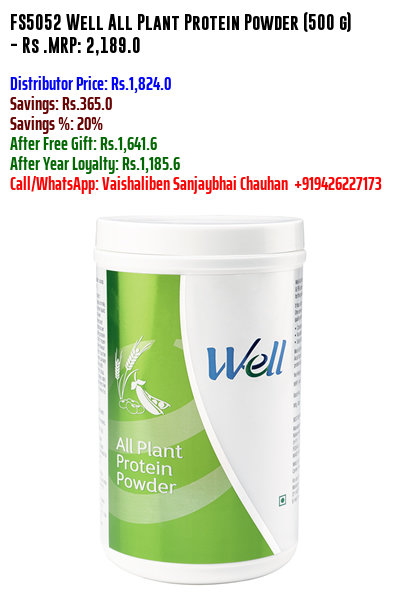 FS5052 Well All Plant Protein Powder (500 g)
- Rs .MRP: 2,189.0
Distributor Price: Rs.1,824.0
Savings: Rs.365.0
Savings %: 20%
After Free Gift: Rs.1,641.6
After Year Loyalty: Rs.1,185.6
Call/WhatsApp: Vaishaliben Sanjaybhai Chauhan +919426227173
Well
All Plant
Protein
Powder